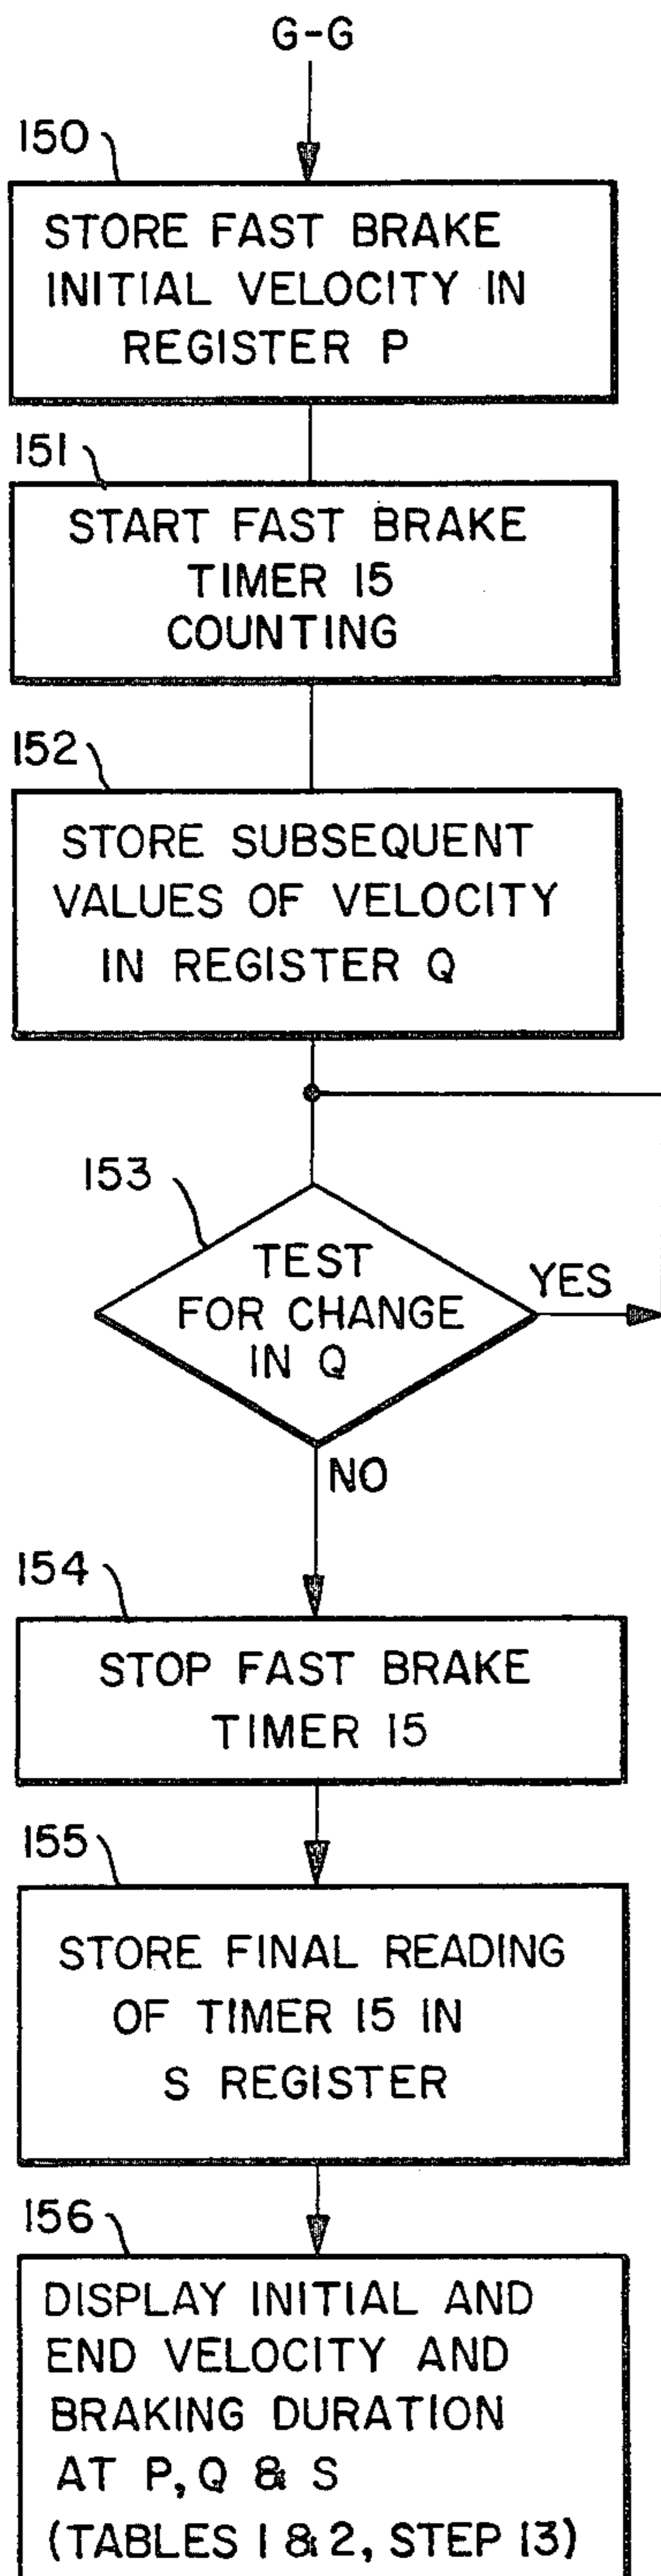 G-G
150
STORE FAST BRAKE
INITIAL VELOCITY IN
REGISTER P
151
START FAST BRAKE
TIMER 15
COUNTING
152
STORE SUBSEQUENT
VALUES OF VELOCITY
IN REGISTER Q
153
TEST
FOR CHANGE
IN Q
YES
NO
154
STOP FAST BRAKE
TIMER 15
155
STORE FINAL READING
OF TIMER 15 IN
S REGISTER
156
DISPLAY INITIAL AND
END VELOCITY AND
BRAKING DURATION
AT P, Q & S
(TABLES 1 & 2, STEP 13)